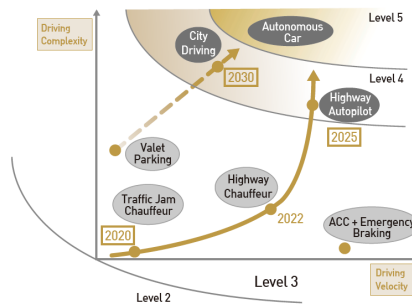 Driving
Complexity
City
Driving
Autonomous
Car
Level 5
2030
Level 4
Highway
Autopilot
2025
Valet
Parking
Highway
Chauffeur
Traffic Jam
Chauffeur
2020
2022
ACC + Emergency
Braking
Driving
Velocity
Level 3
Level 2